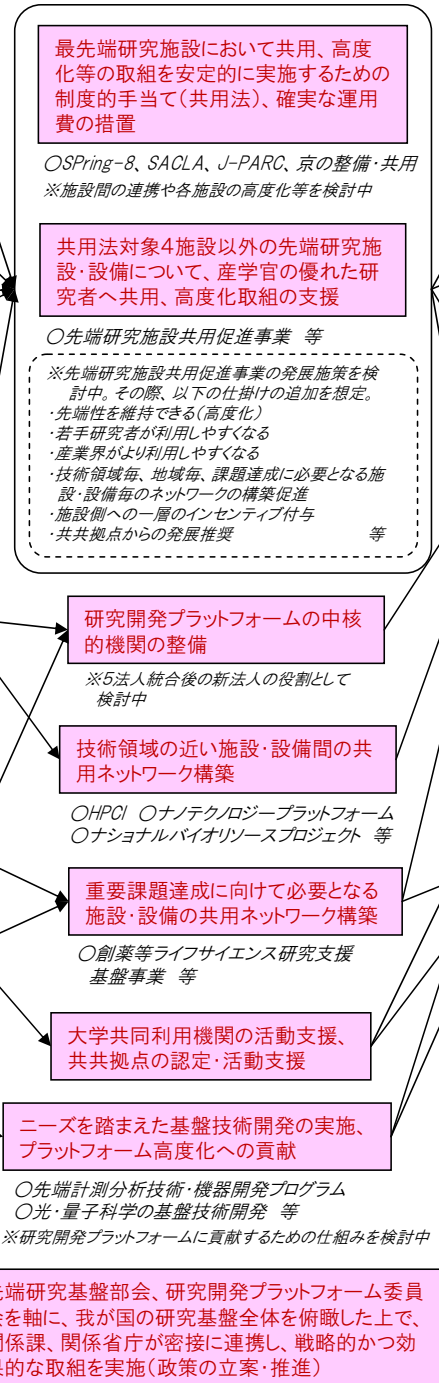 最先端研究施設において共用、高度
化等の取組を安定的に実施するための
制度的手当て(共用法)、確実な運用
費の措置
○SPring-8、SACLA、J-PARC、京の整備・共用
※施設間の連携や各施設の高度化等を検討中
共用法対象4施設以外の先端研究施
設・設備について、産学官の優れた研
究者へ共用、高度化取組の支援
○先端研究施設共用促進事業 等
※先端研究施設共用促進事業の発展施策を検
討中。その際、以下の仕掛けの追加を想定。
・先端性を維持できる(高度化)
・若手研究者が利用しやすくなる
・産業界がより利用しやすくなる
・技術領域毎、地域毎、課題達成に必要となる施
設・設備毎のネットワークの構築促進
・施設側への一層のインセンティブ付与
・共共拠点からの発展推奨 等
研究開発プラットフォームの中核
的機関の整備
※5法人統合後の新法人の役割として
検討中
技術領域の近い施設・設備間の共
用ネットワーク構築
○HPCI ○ナノテクノロジープラットフォーム
○ナショナルバイオリソースプロジェクト 等
重要課題達成に向けて必要となる
施設・設備の共用ネットワーク構築
○創薬等ライフサイエンス研究支援
基盤事業 等
大学共同利用機関の活動支援、
共共拠点の認定・活動支援
ニーズを踏まえた基盤技術開発の実施、
プラットフォーム高度化への貢献
○先端計測分析技術・機器開発プログラム
○光・量子科学の基盤技術開発 等
※研究開発プラットフォームに貢献するための仕組みを検討中
端研究基盤部会、研究開発プラットフォーム委員
を軸に、我が国の研究基盤全体を俯瞰した上で、
係課、関係省庁が密接に連携し、戦略的かつ効
的な取組を実施(政策の立案・推進)